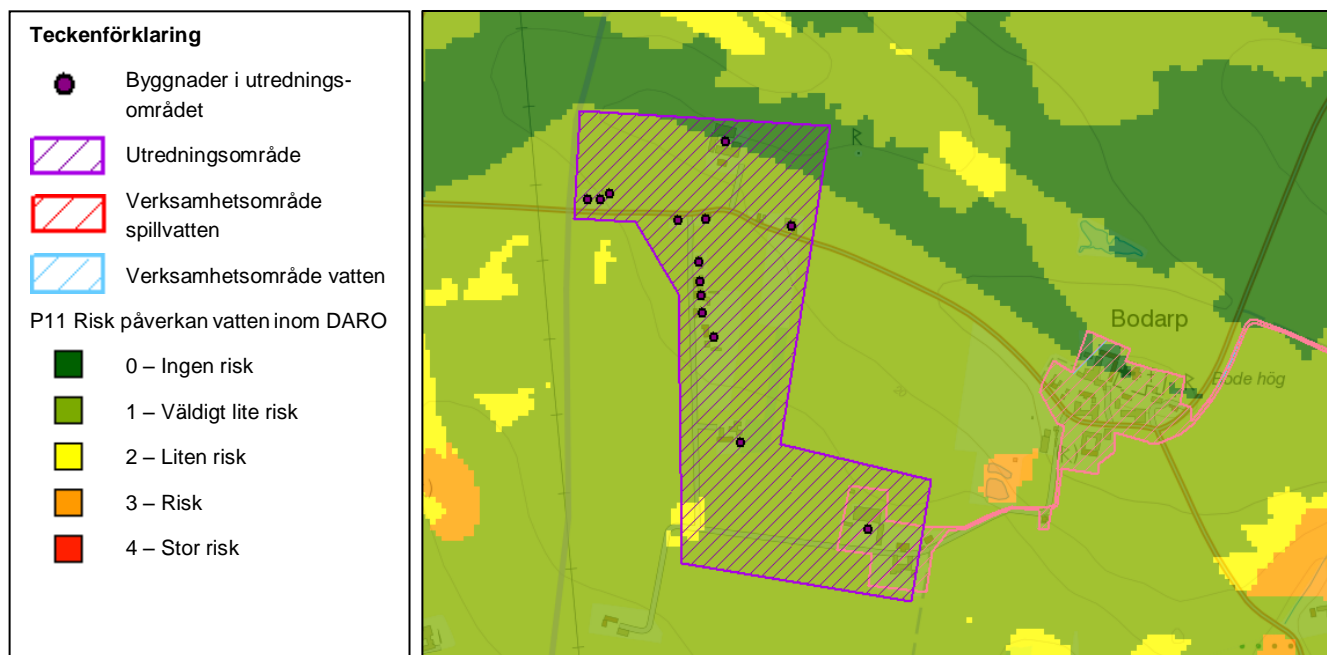 Teckenförklaring
Byggnader i utrednings-
området
Utredningsområde
Verksamhetsområde
spillvatten
Verksamhetsområde vatten
P11 Risk påverkan vatten inom DARO
0 – Ingen risk
1 – Väldigt lite risk
2 – Liten risk
3 – Risk
4 – Stor risk
R
Bodarp
R
Bode hög
R